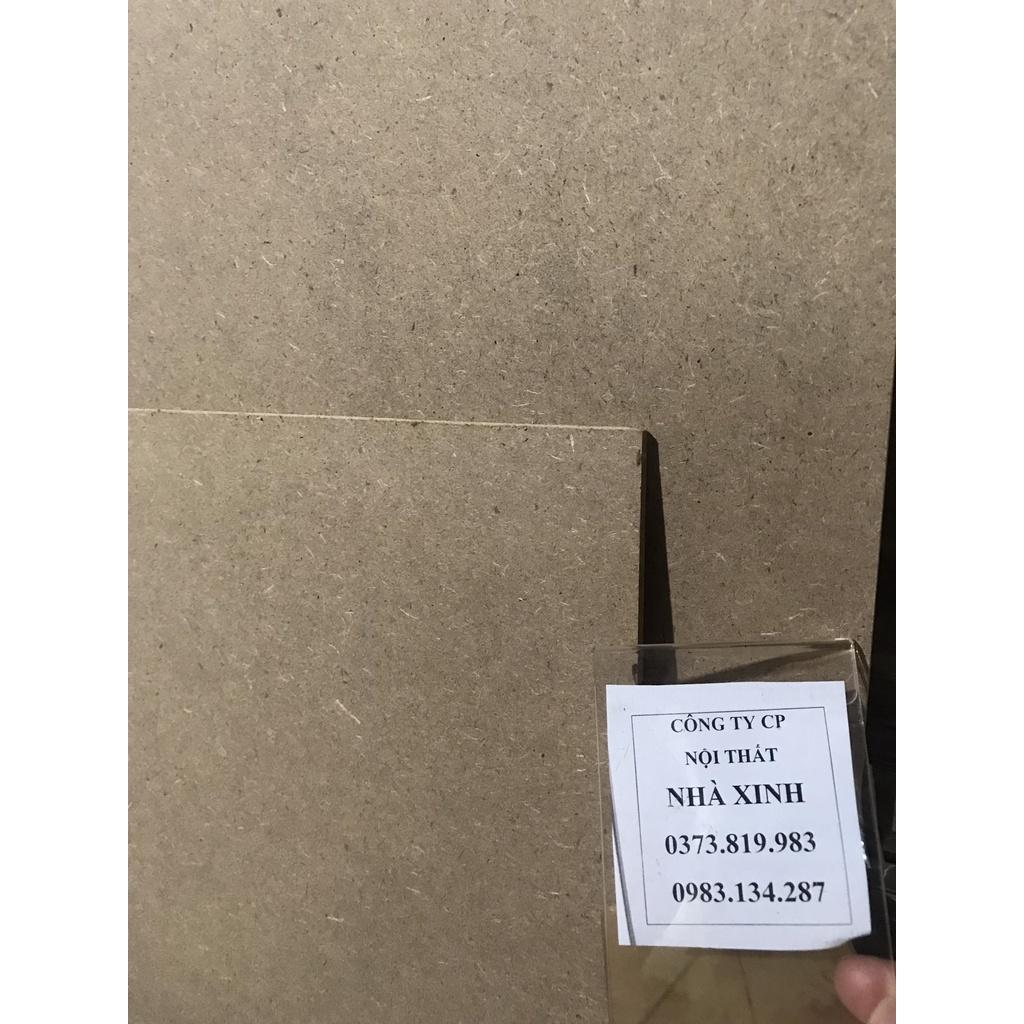 CÔNG TY CP
NỘI THẤT
NHÀ XINH
0373.819.983
0983.134.287